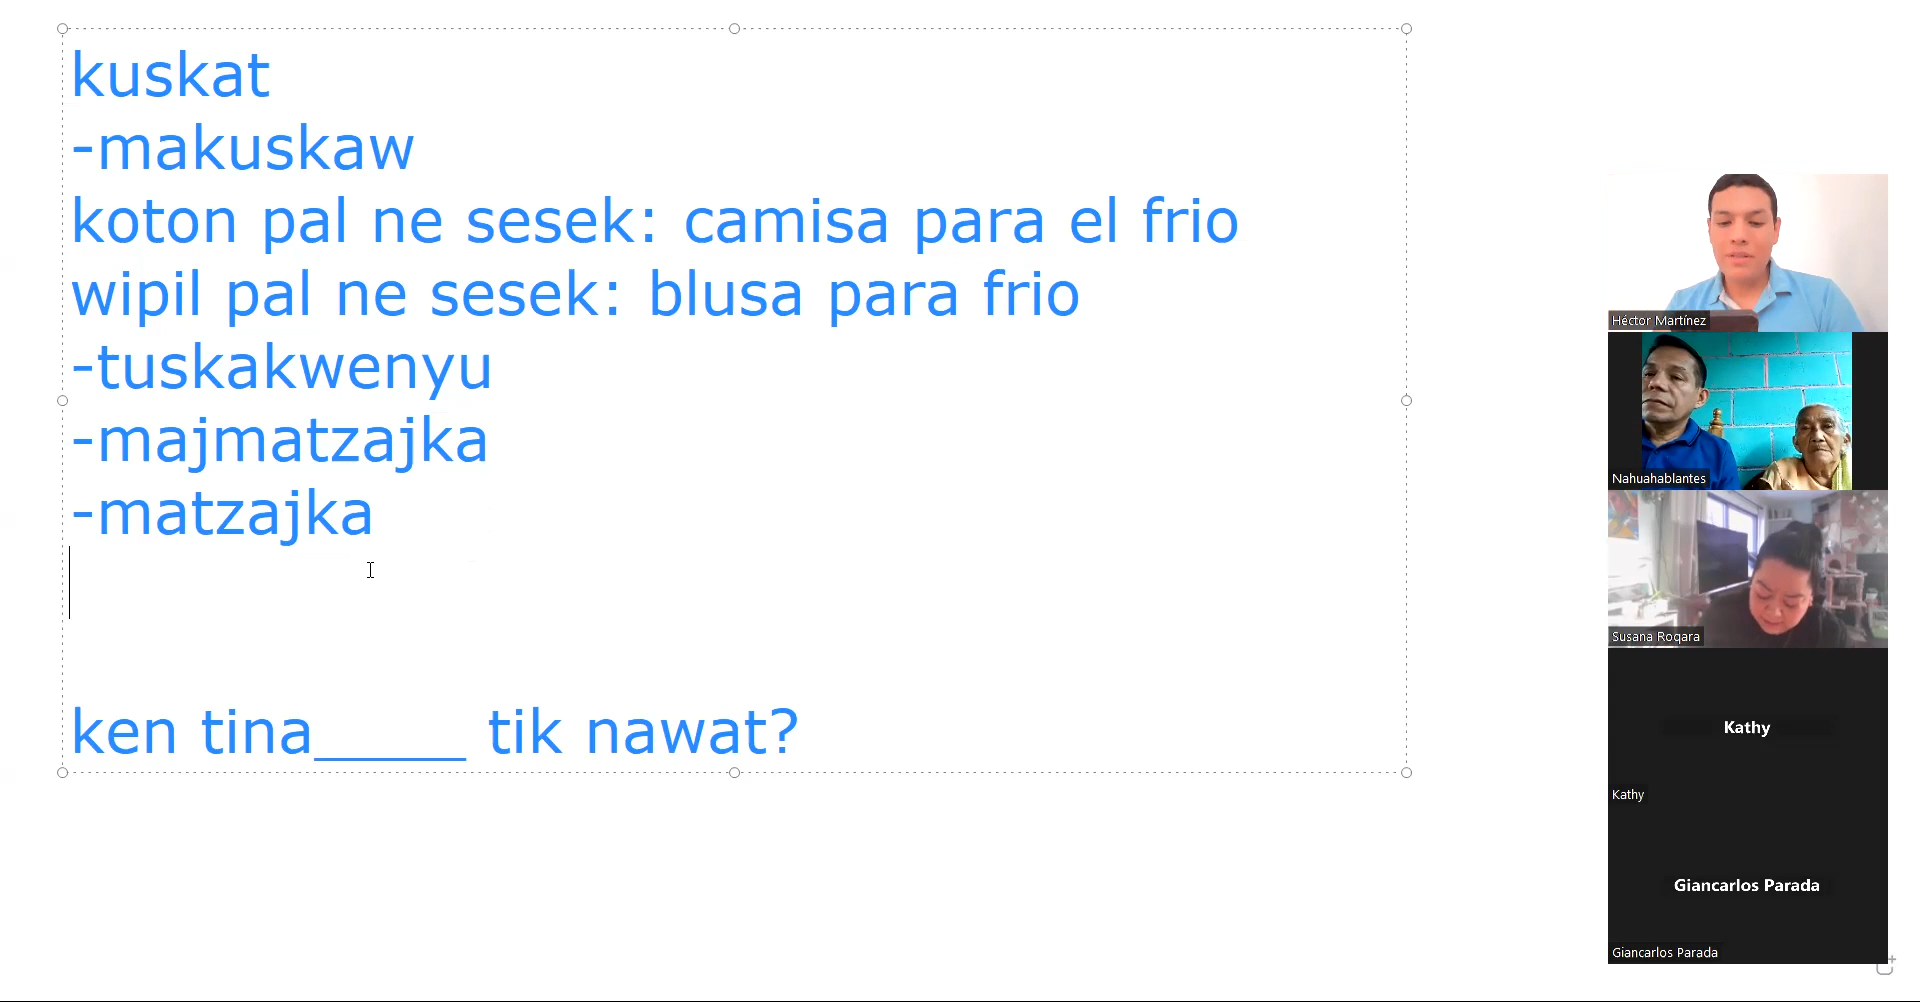 kuskat
-makuskaw
koton pal ne sesek: camisa para el frio
wipil pal ne sesek: blusa para frio
-tuskakwenyu
-majmatzajka
-matzajka
ken tina_____ tik nawat?
Héctor Martínez
Nahuahablantes
Susana Roqara
Kathy
Kathy
Giancarlos Parada
Giancarlos Parada